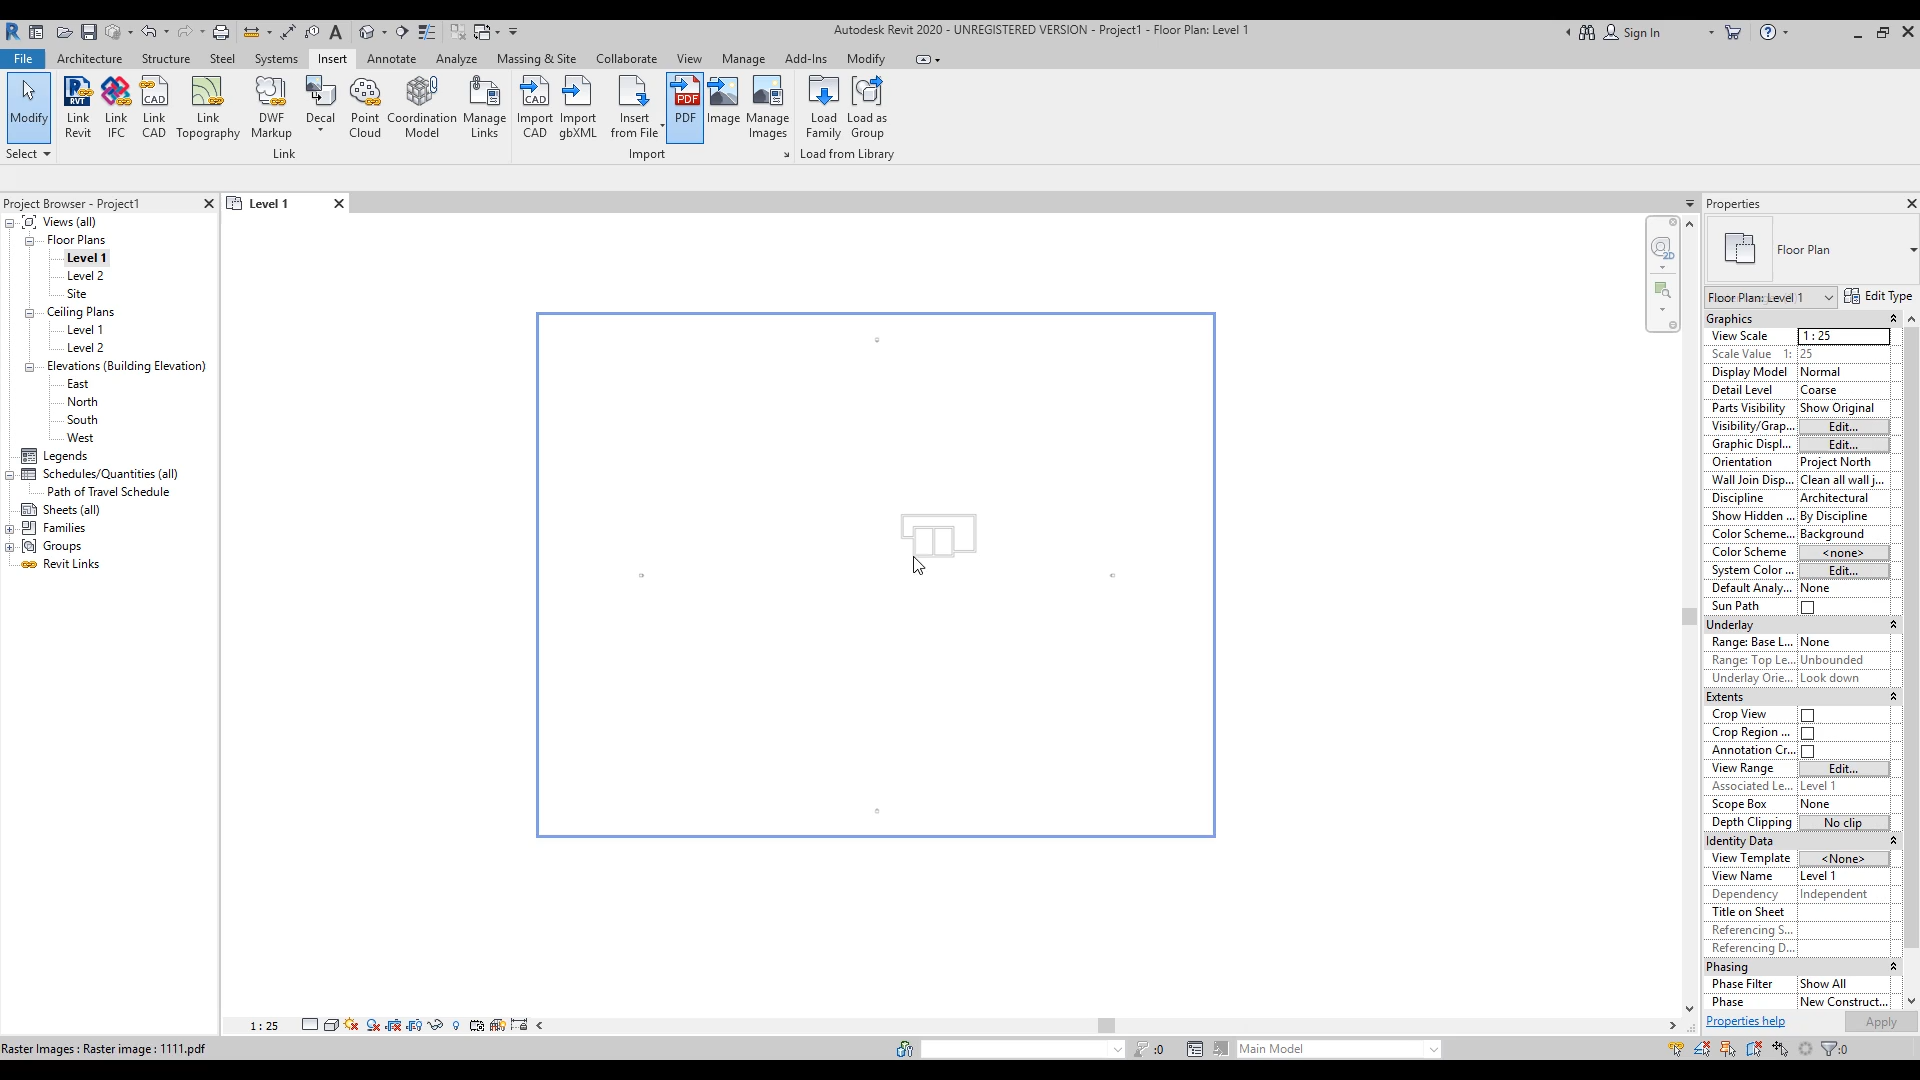 Autodesk Revit 2020 - UNREGISTERED VERSION - Project1 - Floor Plan: Level 1
Sign In
File Architecture Structure Steel Systems Insert Annotate Analyze Massing & Site Collaborate View Manage Add-Ins Modify
Modify
Link Revit
Link IFC
Link CAD
Link Topography
DWF Markup
Decal
Point Cloud
Coordination Model
Manage Links
Import CAD
Import gbXML
Insert from File
PDF
Image
Manage Images
Load Family
Load as Group
Select
Link
Import
Load from Library
Project Browser - Project1
Views (all)
Floor Plans
Level 1
Level 2
Site
Ceiling Plans
Level 1
Level 2
Elevations (Building Elevation)
East
North
South
West
Legends
Schedules/Quantities (all)
Path of Travel Schedule
Sheets (all)
Families
Groups
Revit Links
Level 1
2D
Properties
Floor Plan
Floor Plan: Level 1
Edit Type
Graphics
View Scale 1 : 25
Scale Value 1: 25
Display Model Normal
Detail Level Coarse
Parts Visibility Show Original
Visibility/Grap... Edit...
Graphic Displ... Edit...
Orientation Project North
Wall Join Disp... Clean all wall j...
Discipline Architectural
Show Hidden ... By Discipline
Color Scheme... Background
Color Scheme <none>
System Color ... Edit...
Default Analy... None
Sun Path
Underlay
Range: Base L... None
Range: Top Le... Unbounded
Underlay Orie... Look down
Extents
Crop View
Crop Region ...
Annotation Cr...
View Range Edit...
Associated Le... Level 1
Scope Box None
Depth Clipping No clip
Identity Data
View Template <None>
View Name Level 1
Dependency Independent
Title on Sheet
Referencing S...
Referencing D...
Phasing
Phase Filter Show All
Phase New Construct...
Properties help
Apply
1 : 25
Raster Images : Raster image : 1111.pdf
:0
Main Model
:0